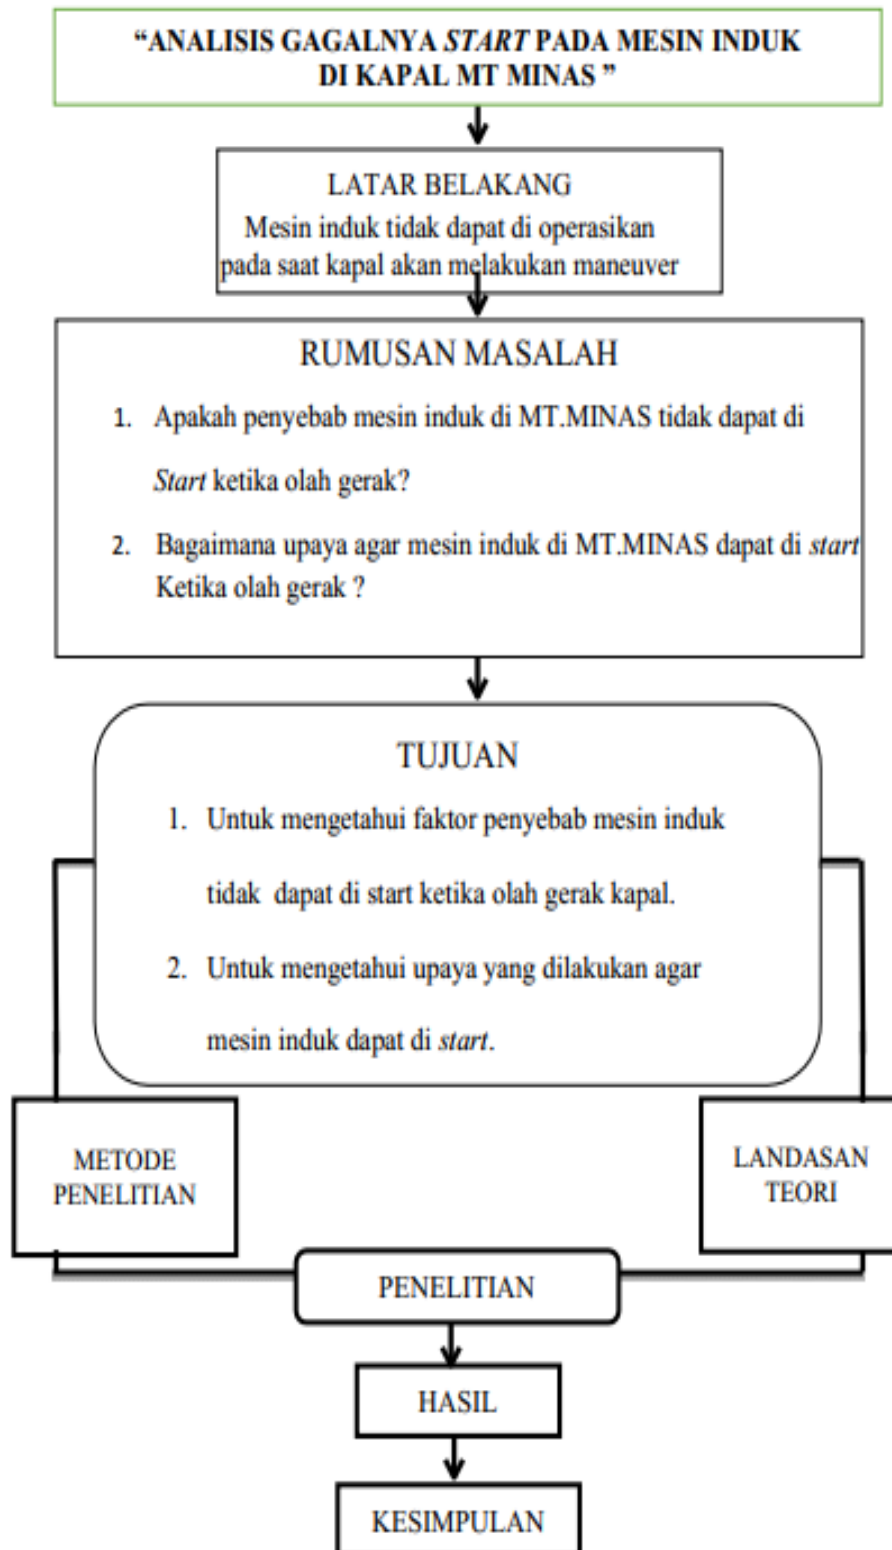 “ANALISIS GAGALNYA START PADA MESIN INDUK
DI KAPAL MT MINAS ”
LATAR BELAKANG
Mesin induk tidak dapat di operasikan
pada saat kapal akan melakukan maneuver
RUMUSAN MASALAH
1. Apakah penyebab mesin induk di MT.MINAS tidak dapat di
Start ketika olah gerak?
2. Bagaimana upaya agar mesin induk di MT.MINAS dapat di start
Ketika olah gerak ?
TUJUAN
1. Untuk mengetahui faktor penyebab mesin induk
tidak dapat di start ketika olah gerak kapal.
2. Untuk mengetahui upaya yang dilakukan agar
mesin induk dapat di start.
METODE
PENELITIAN
LANDASAN
TEORI
PENELITIAN
HASIL
KESIMPULAN